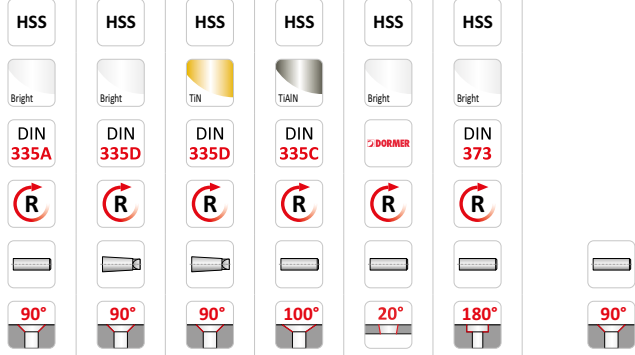 HSS HSS HSS HSS HSS HSS
Bright Bright TiN TiAlN Bright Bright
DIN DIN DIN DIN DIN
335A 335D 335D 335C DORMER 373
R R R R R R
90° 90° 90° 100° 20° 180° 90°